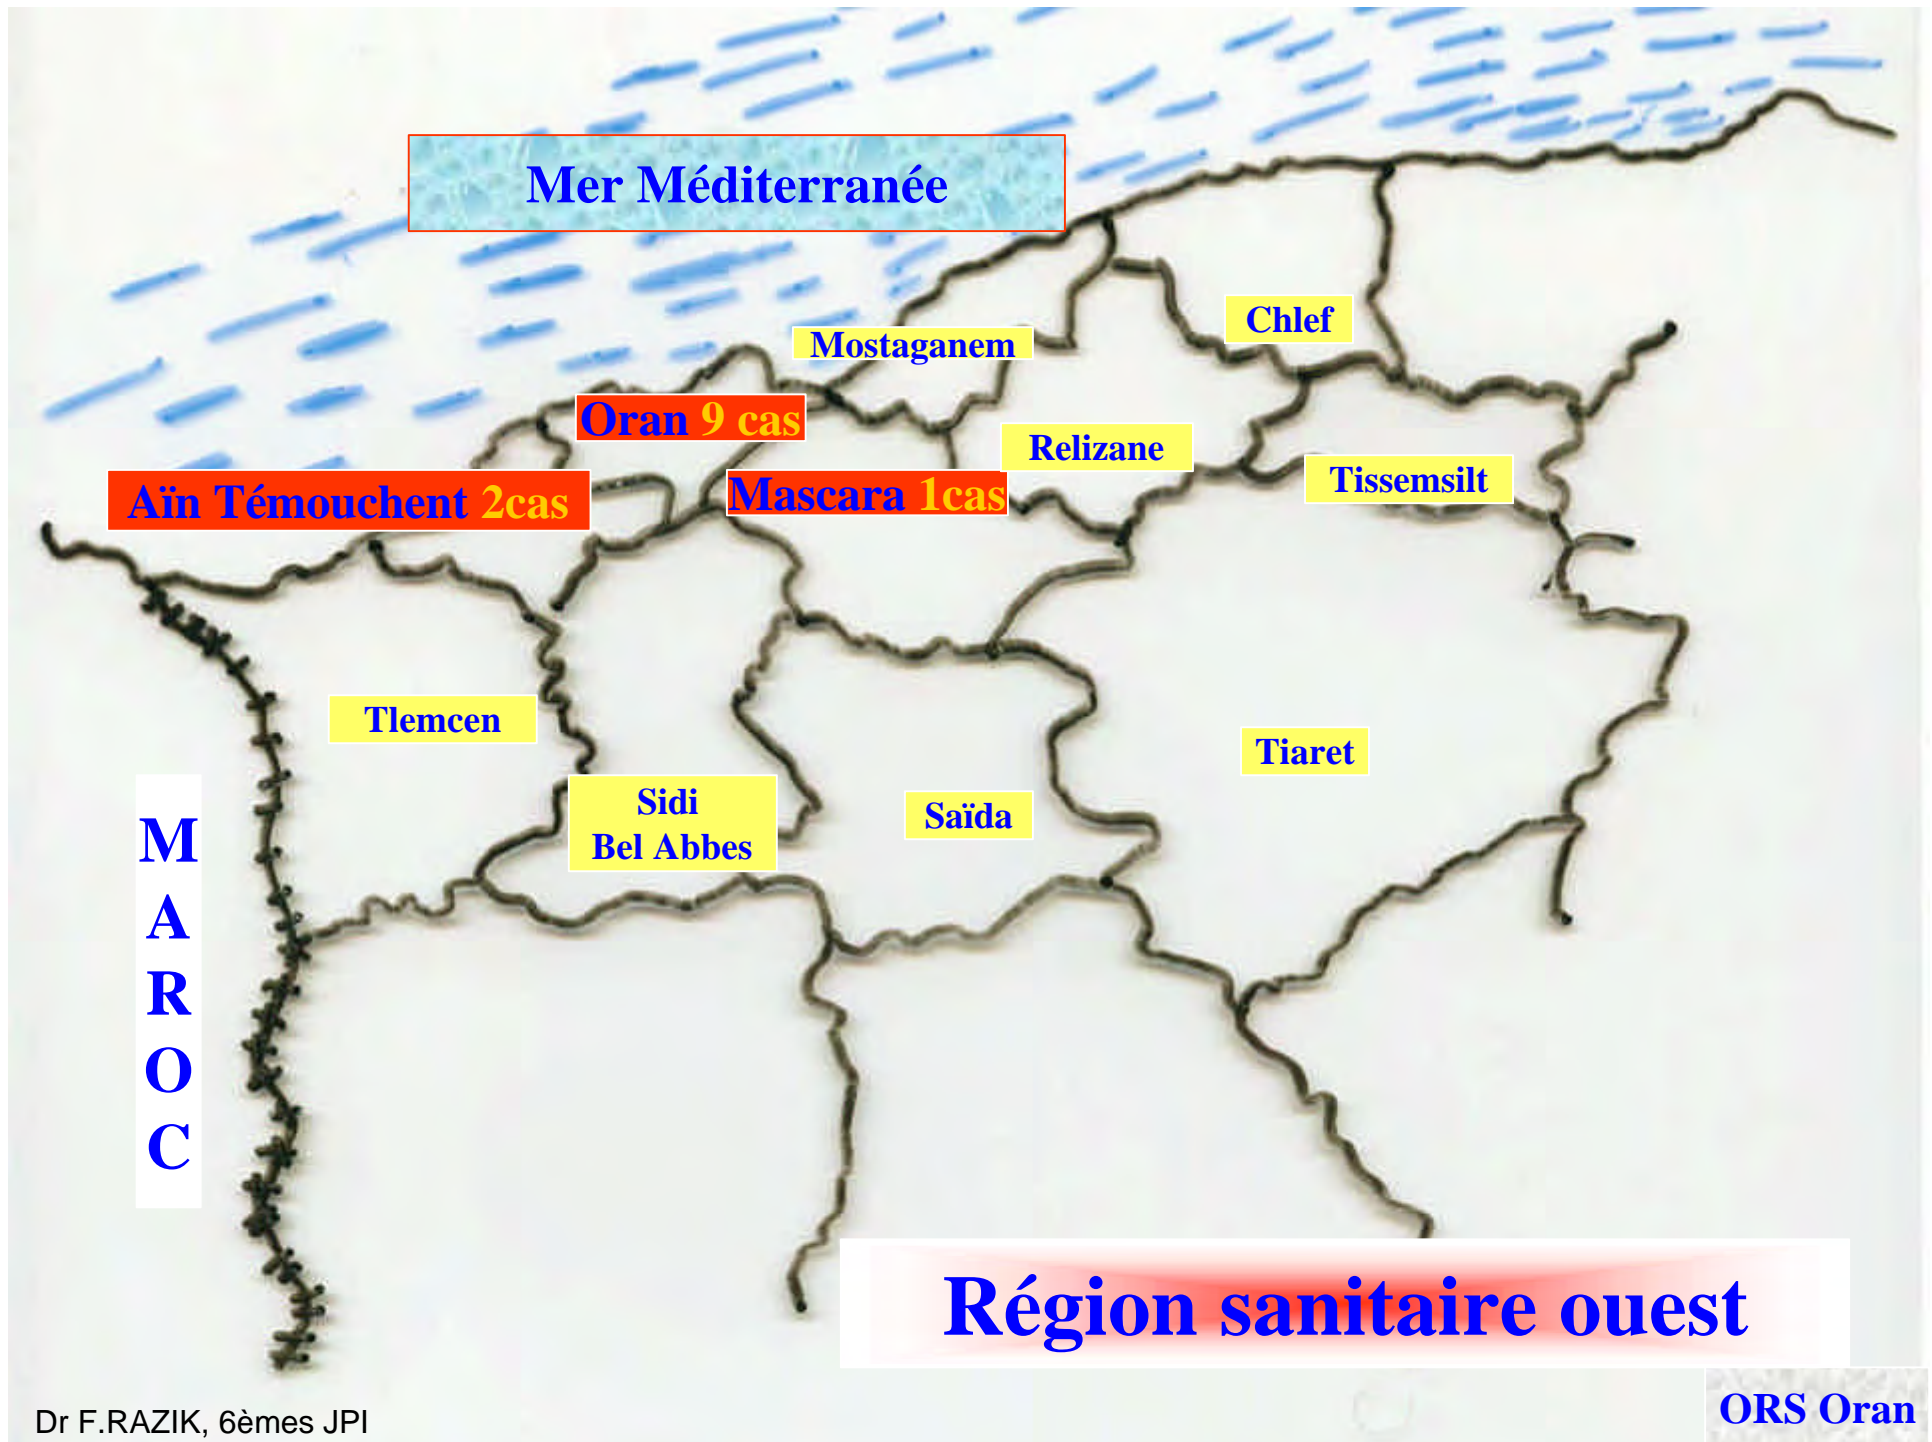 Mer Méditerranée
Chlef
Mostaganem
Oran 9 cas
Relizane
Tissemsilt
Aïn Témouchent 2cas
Mascara 1cas
Tlemcen
Tiaret
Sidi
Bel Abbes
Saïda
M
A
R
O
C
Région sanitaire ouest
ORS Oran
Dr F.RAZIK, 6èmes JPI